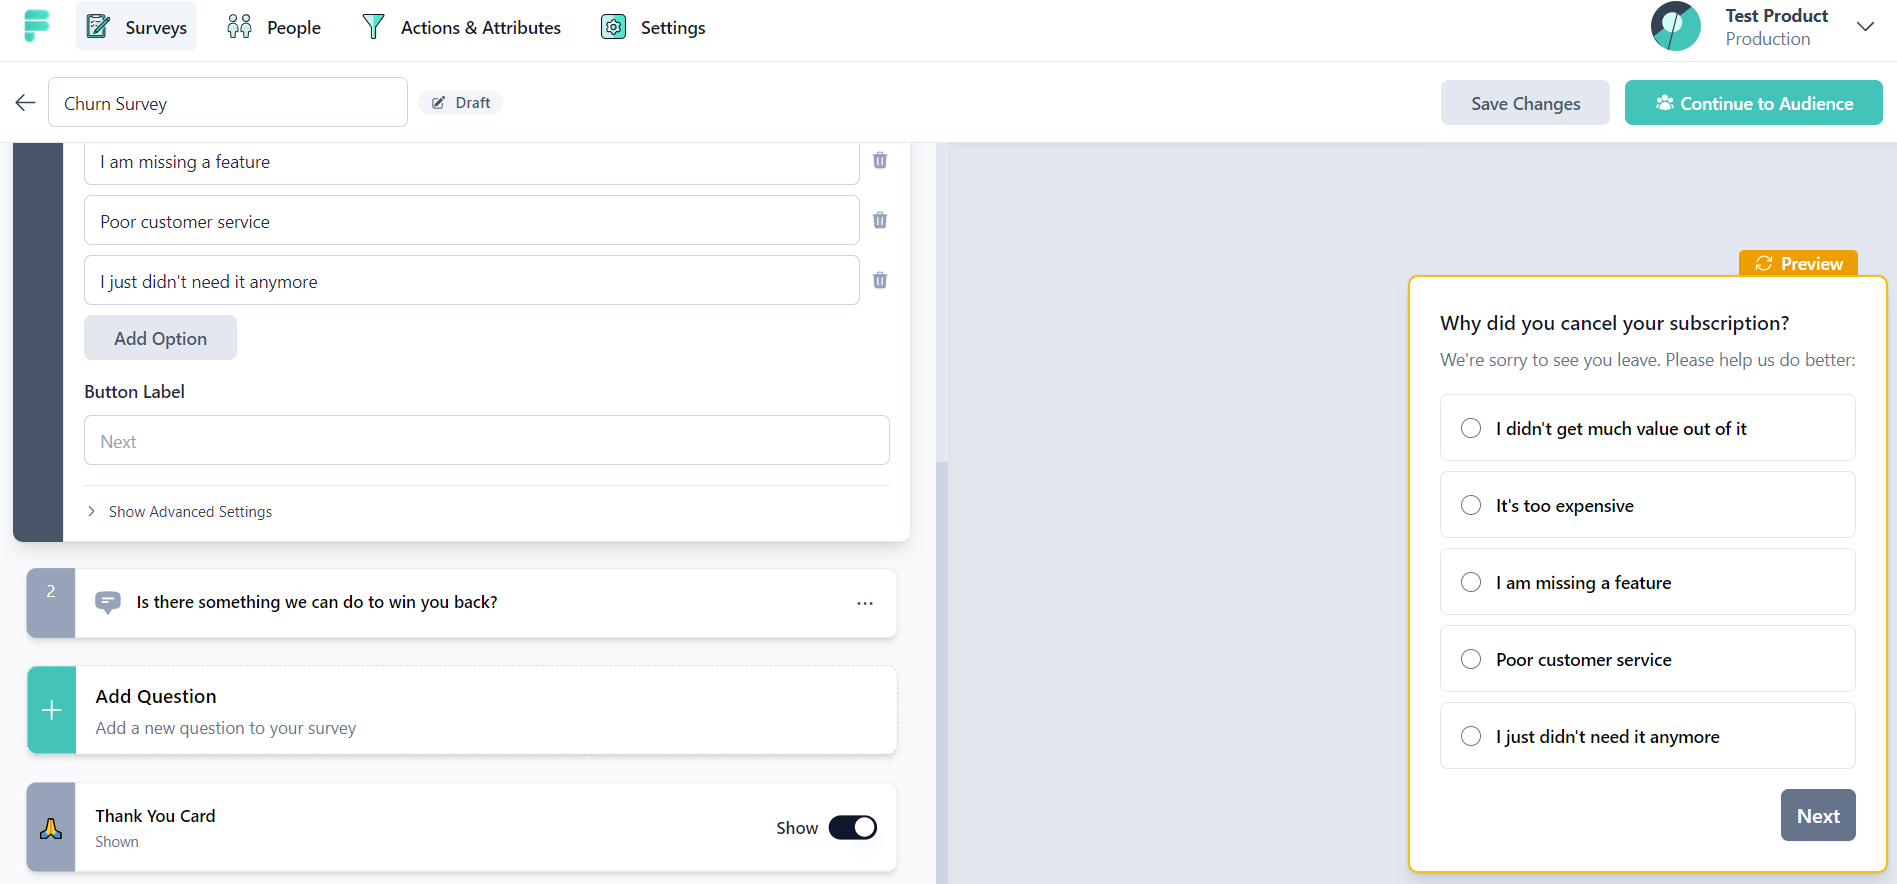 Surveys
People
Actions & Attributes
Settings
Test Product
Production
Churn Survey
Draft
Save Changes
Continue to Audience
I am missing a feature
Poor customer service
I just didn't need it anymore
Add Option
Button Label
Next
Show Advanced Settings
2
Is there something we can do to win you back?
Add Question
Add a new question to your survey
Thank You Card
Shown
Show
Preview
Why did you cancel your subscription?
We're sorry to see you leave. Please help us do better:
I didn't get much value out of it
It's too expensive
I am missing a feature
Poor customer service
I just didn't need it anymore
Next